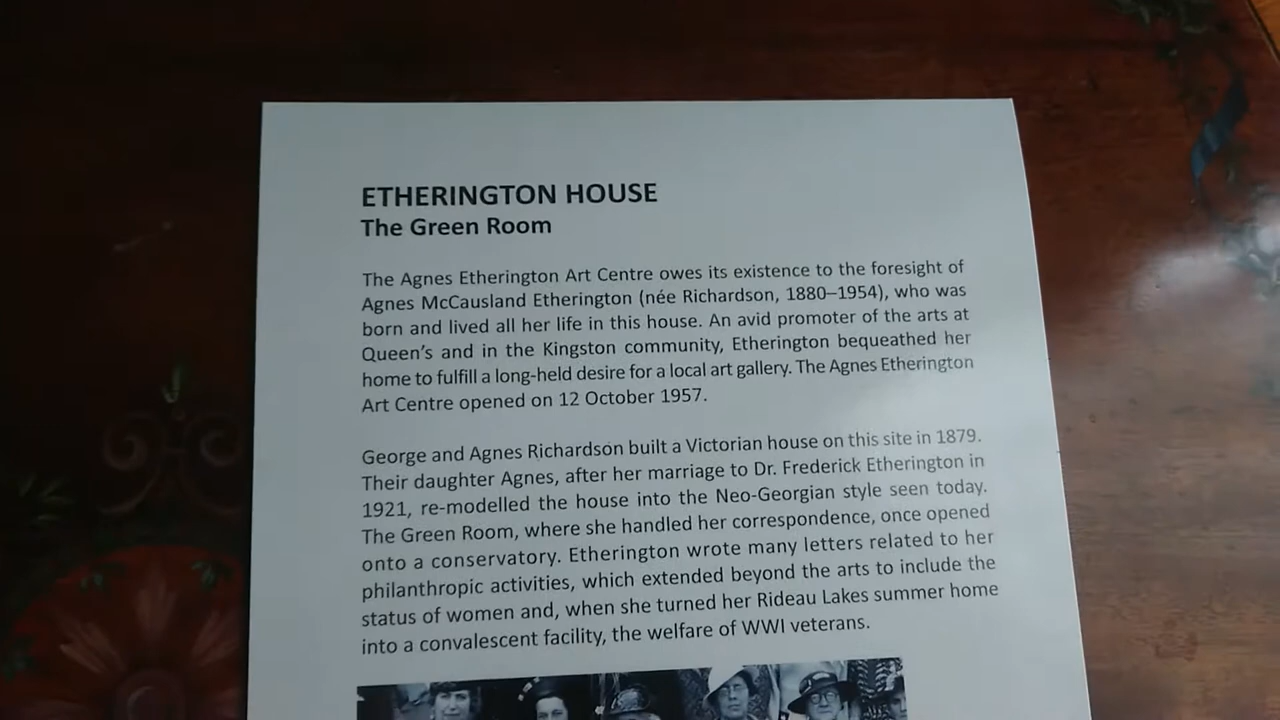 ETHERINGTON HOUSE
The Green Room
The Agnes Etherington Art Centre owes its existence to the foresight of
Agnes McCausland Etherington (née Richardson, 1880–1954), who was
born and lived all her life in this house. An avid promoter of the arts at
Queen's and in the Kingston community, Etherington bequeathed her
home to fulfill a long-held desire for a local art gallery. The Agnes Etherington
Art Centre opened on 12 October 1957.
George and Agnes Richardson built a Victorian house on this site in 1879.
Their daughter Agnes, after her marriage to Dr. Frederick Etherington in
1921, re-modelled the house into the Neo-Georgian style seen today.
The Green Room, where she handled her correspondence, once opened
onto a conservatory. Etherington wrote many letters related to her
philanthropic activities, which extended beyond the arts to include the
status of women and, when she turned her Rideau Lakes summer home
into a convalescent facility, the welfare of WWI veterans.